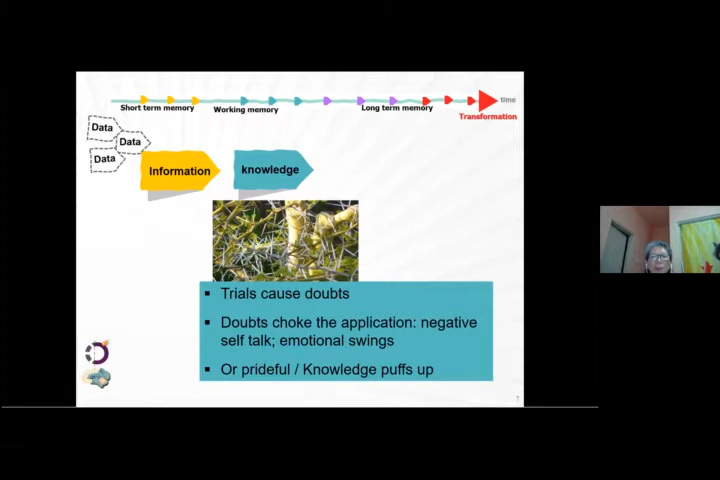 time
Short term memory
Working memory
Long term memory
Transformation
Data
Data
Data
Information
knowledge
▪ Trials cause doubts
▪ Doubts choke the application: negative
self talk; emotional swings
▪ Or prideful / Knowledge puffs up
7